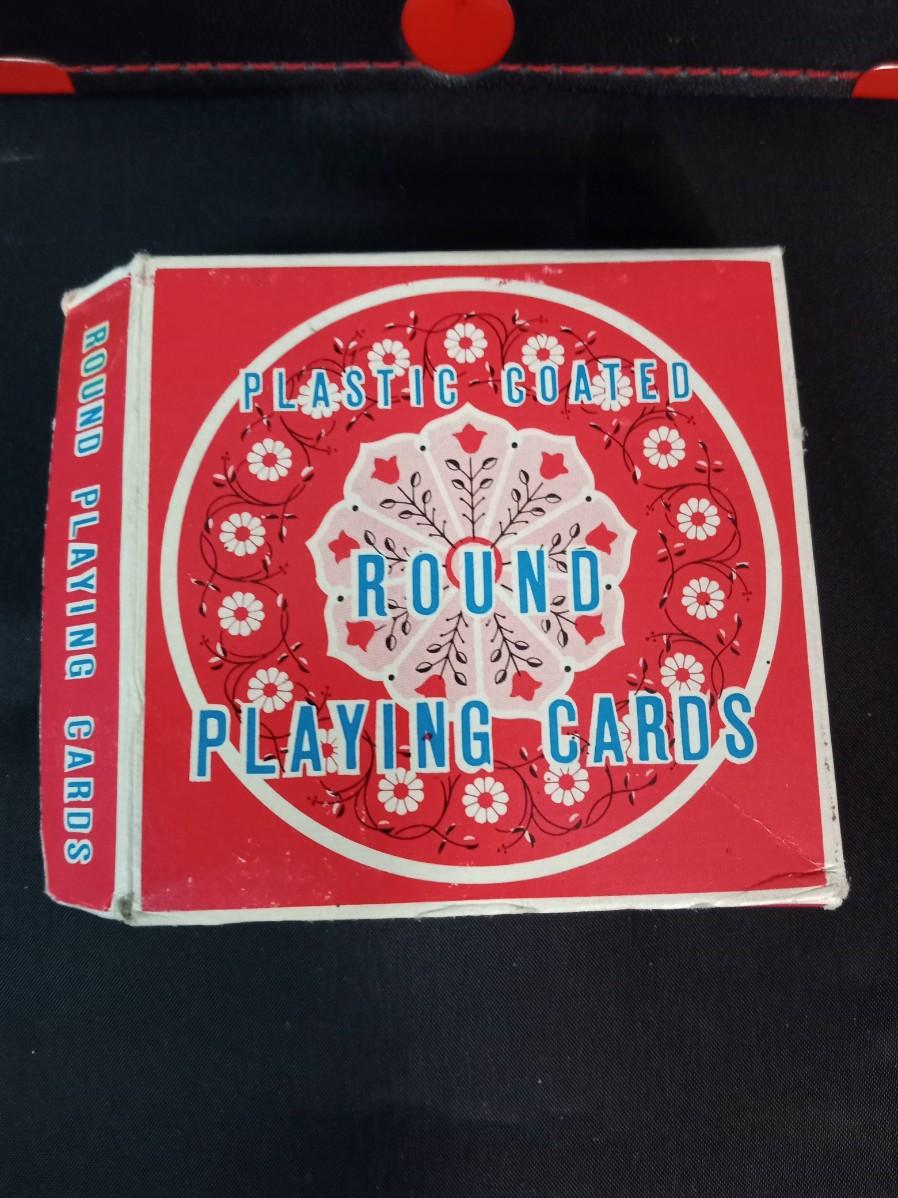 PLASTIC COATED
ROUND
PLAYING CARDS
ROUND PLAYING CARDS